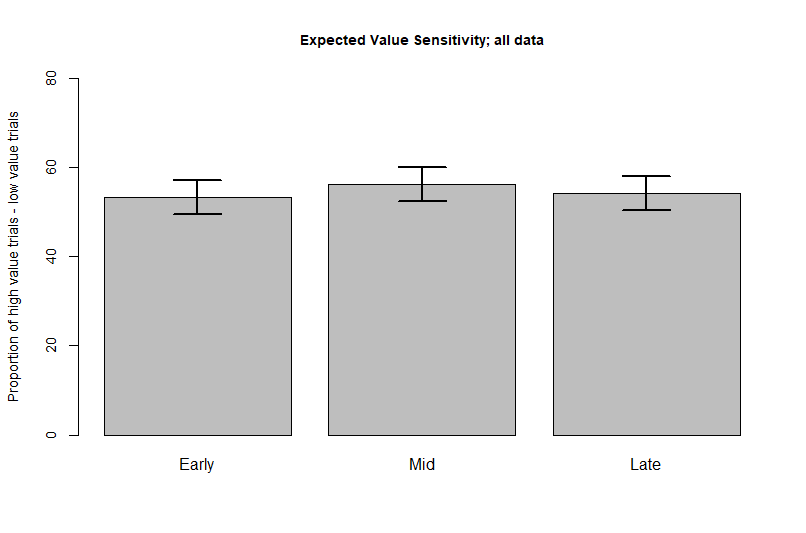 Expected Value Sensitivity; all data
Proportion of high value trials - low value trials
80
60
40
20
0
Early
Mid
Late